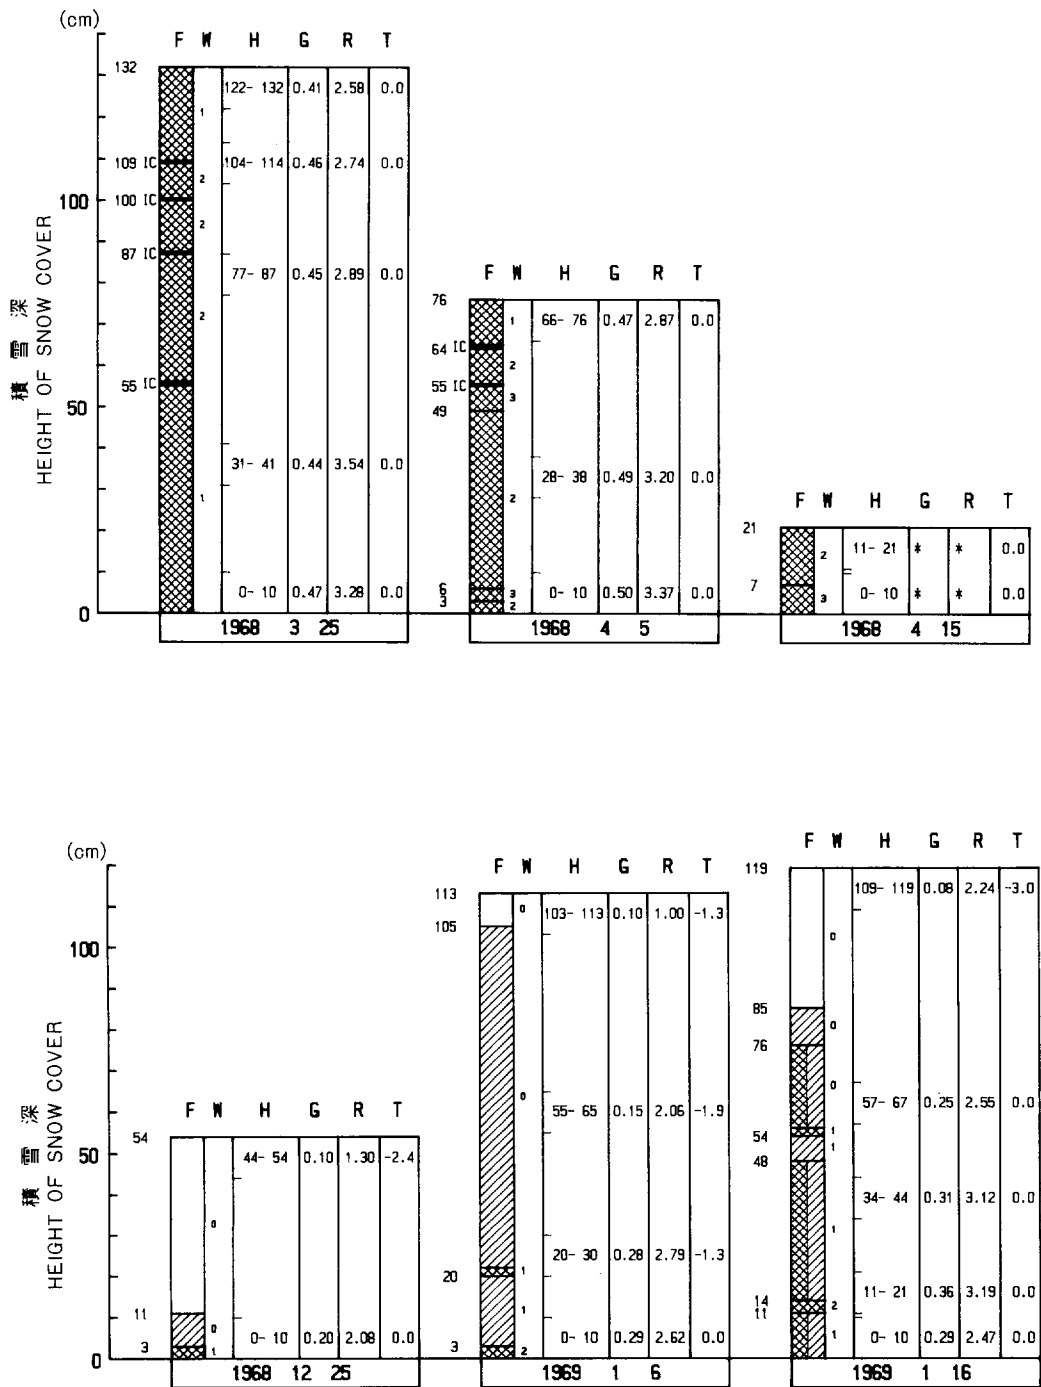 (cm)
F W H G R T
132
122- 132 0.41 2.58 0.0
1
109 IC 104- 114 0.46 2.74 0.0
2
100 IC
100
2
87 IC
77- 87 0.45 2.89 0.0
2
55 IC
50
31- 41 0.44 3.54 0.0
1
0- 10 0.47 3.28 0.0
0
1968 3 25
積雪深
HEIGHT OF SNOW COVER
F W H G R T
76
1 66- 76 0.47 2.87 0.0
64 IC
2
55 IC
3
49
28- 38 0.49 3.20 0.0
2
6
3 0- 10 0.50 3.37 0.0
3
2
1968 4 5
F W H G R T
21
2 11- 21 * * 0.0
7
3 0- 10 * * 0.0
1968 4 15
(cm)
100
50
0
積雪深
HEIGHT OF SNOW COVER
F W H G R T
54
44- 54 0.10 1.30 -2.4
0
11
0
0- 10 0.20 2.08 0.0
3
1
1968 12 25
F W H G R T
113
0 103- 113 0.10 1.00 -1.3
105
0
55- 65 0.15 2.06 -1.9
20- 30 0.28 2.79 -1.3
1
20
1
0- 10 0.29 2.62 0.0
3
2
1969 1 6
F W H G R T
119
109- 119 0.08 2.24 -3.0
0
85
0
76
0
57- 67 0.25 2.55 0.0
1
54
1
48
34- 44 0.31 3.12 0.0
1
11- 21 0.36 3.19 0.0
14
2
11
1 0- 10 0.29 2.47 0.0
1969 1 16